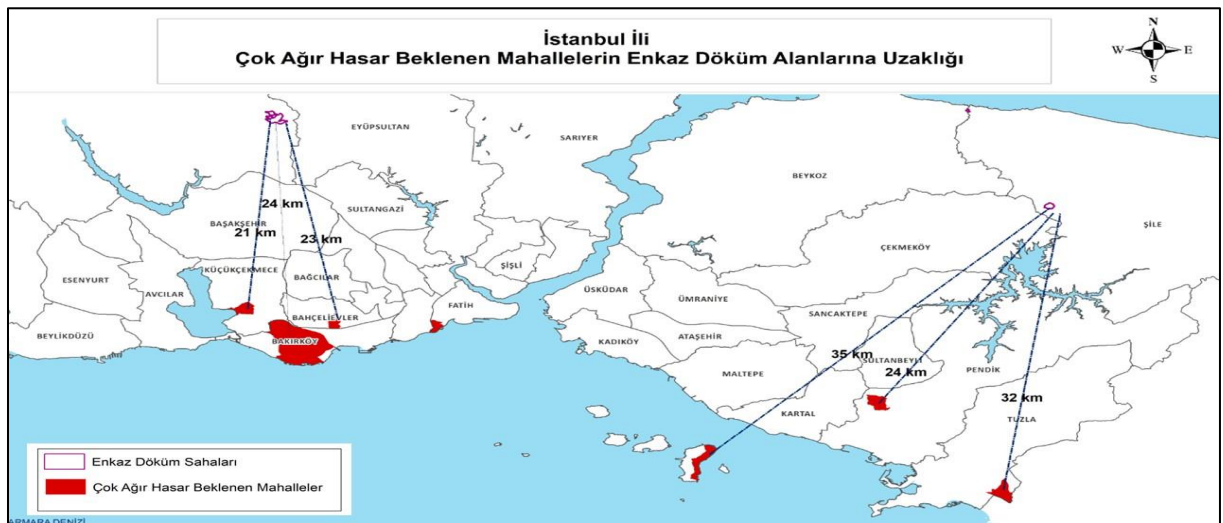 İstanbul İli
Çok Ağır Hasar Beklenen Mahallelerin Enkaz Döküm Alanlarına Uzaklığı
N
W
E
S
EYÜPSULTAN
SARIYER
BEYKOZ
24 km
SULTANGAZİ
BAŞAKŞEHİR
21 km
23 km
ŞİLE
ÇEKMEKÖY
ŞİŞLİ
KÜÇÜKÇEKMECE
BAĞCILAR
ESENYURT
AVCILAR
FATİH
ÜSKÜDAR
ÜMRANİYE
SANCAKTEPE
BAHÇELİEVLER
BEYLİKDÜZÜ
BAKIRKÖY
KADIKÖY
ATAŞEHİR
35 km
SULTANBEYLİ
24 km
PENDİK
MALTEPE
32 km
KARTAL
TUZLA
Enkaz Döküm Sahaları
Çok Ağır Hasar Beklenen Mahalleler
ARMARA DENİZİ